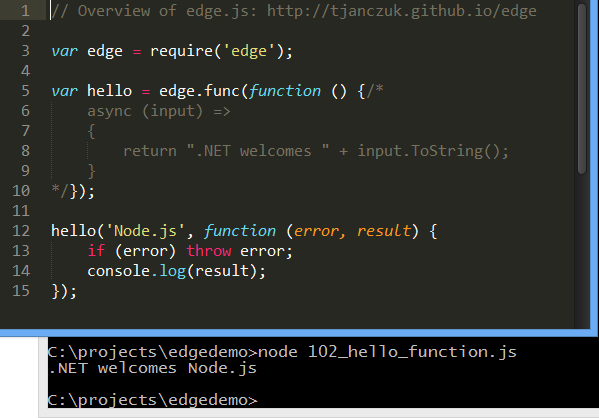 1 // Overview of edge.js: http://tjanczuk.github.io/edge
2
3 var edge = require('edge');
4
5 var hello = edge.func(function () {/*
6     async (input) =>
7     {
8         return ".NET welcomes " + input.ToString();
9     }
10 */});
11
12 hello('Node.js', function (error, result) {
13     if (error) throw error;
14     console.log(result);
15 });
C:\projects\edgedemo>node 102_hello_function.js
.NET welcomes Node.js
C:\projects\edgedemo>